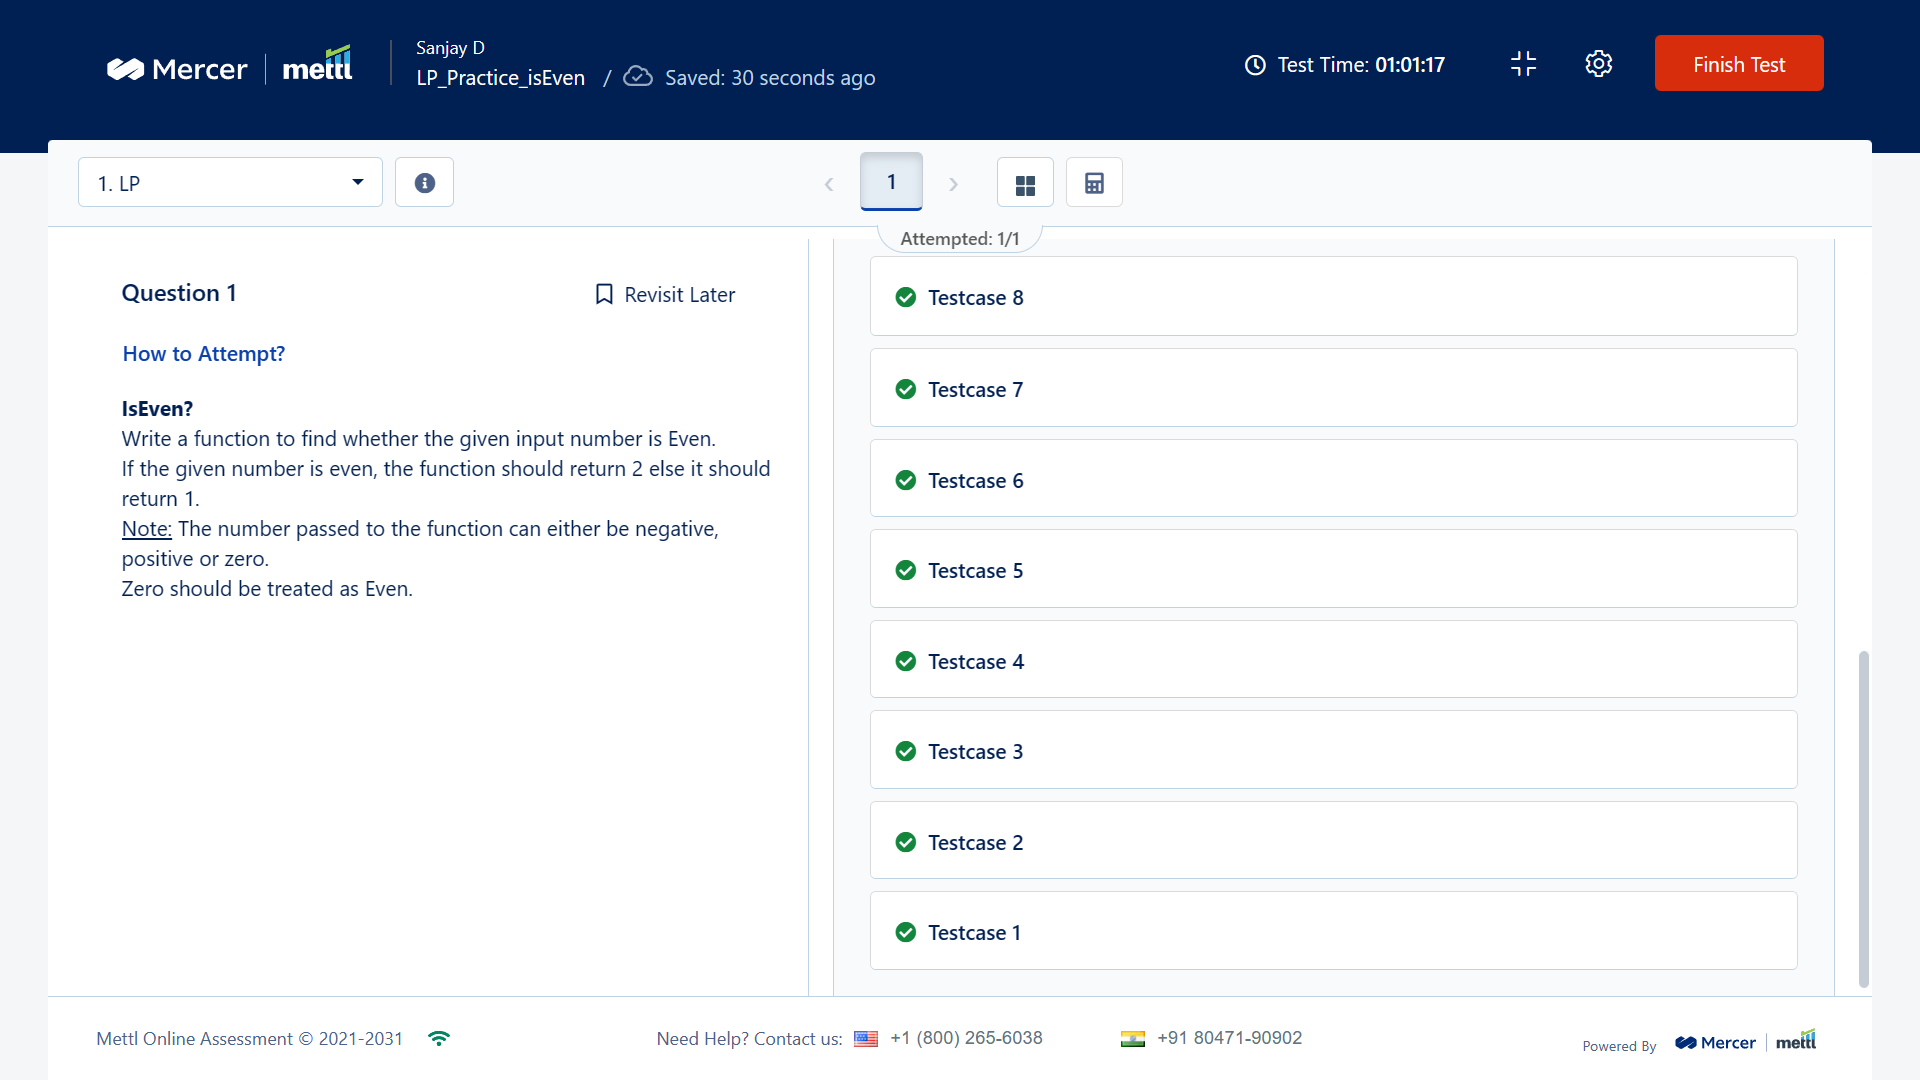 Mercer
mettl
Sanjay D
LP_Practice_isEven / Saved: 30 seconds ago
Test Time: 01:01:17
Finish Test
1. LP
1
Attempted: 1/1
Question 1
Revisit Later
How to Attempt?
IsEven?
Write a function to find whether the given input number is Even.
If the given number is even, the function should return 2 else it should
return 1.
Note: The number passed to the function can either be negative,
positive or zero.
Zero should be treated as Even.
Testcase 8
Testcase 7
Testcase 6
Testcase 5
Testcase 4
Testcase 3
Testcase 2
Testcase 1
Mettl Online Assessment © 2021-2031
Need Help? Contact us: +1 (800) 265-6038
+91 80471-90902
Powered By
Mercer
mettl